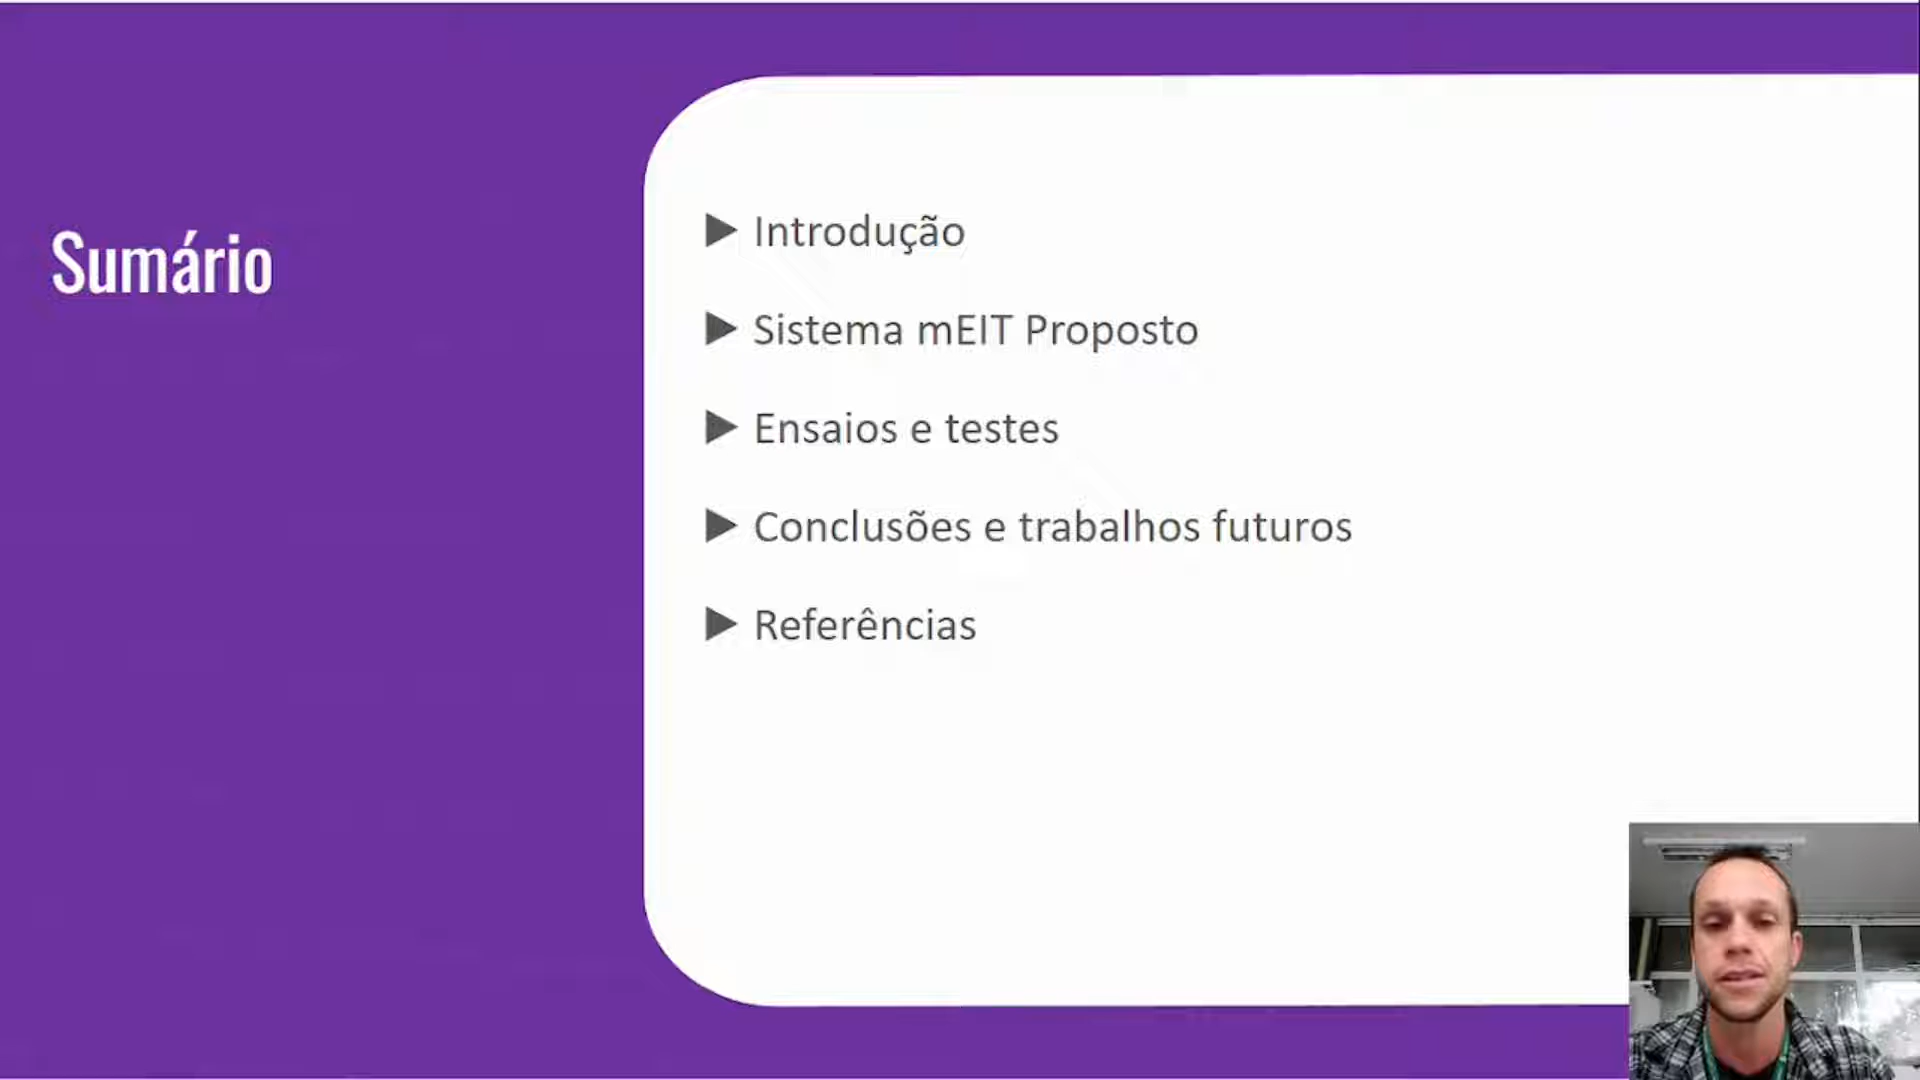 Sumário
Introdução
Sistema mEIT Proposto
Ensaios e testes
Conclusões e trabalhos futuros
Referências